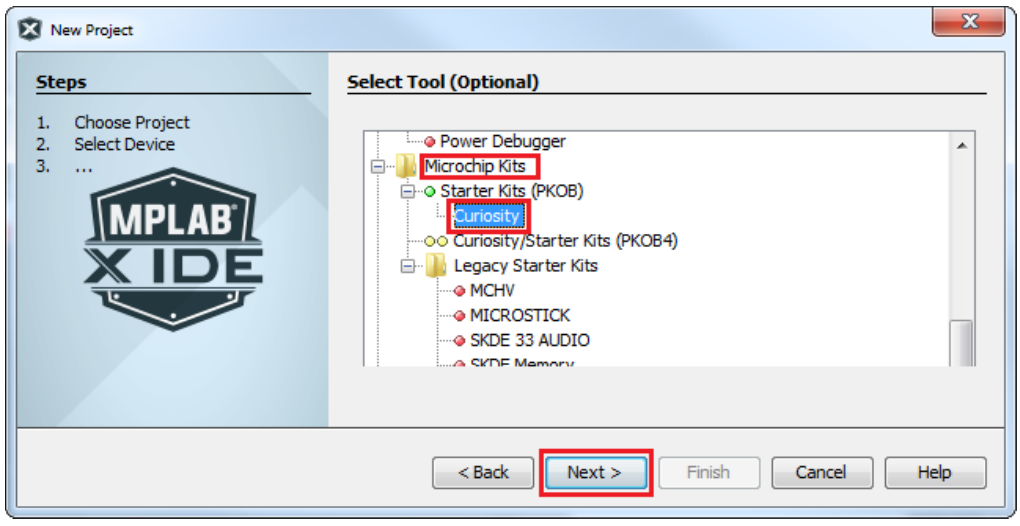 New Project
Steps
1. Choose Project
2. Select Device
3. ...
MPLAB®
X IDE
Select Tool (Optional)
Power Debugger
Microchip Kits
Starter Kits (PKOB)
Curiosity
Curiosity/Starter Kits (PKOB4)
Legacy Starter Kits
MCHV
MICROSTICK
SKDE 33 AUDIO
SKDE Memory
< Back Next > Finish Cancel Help